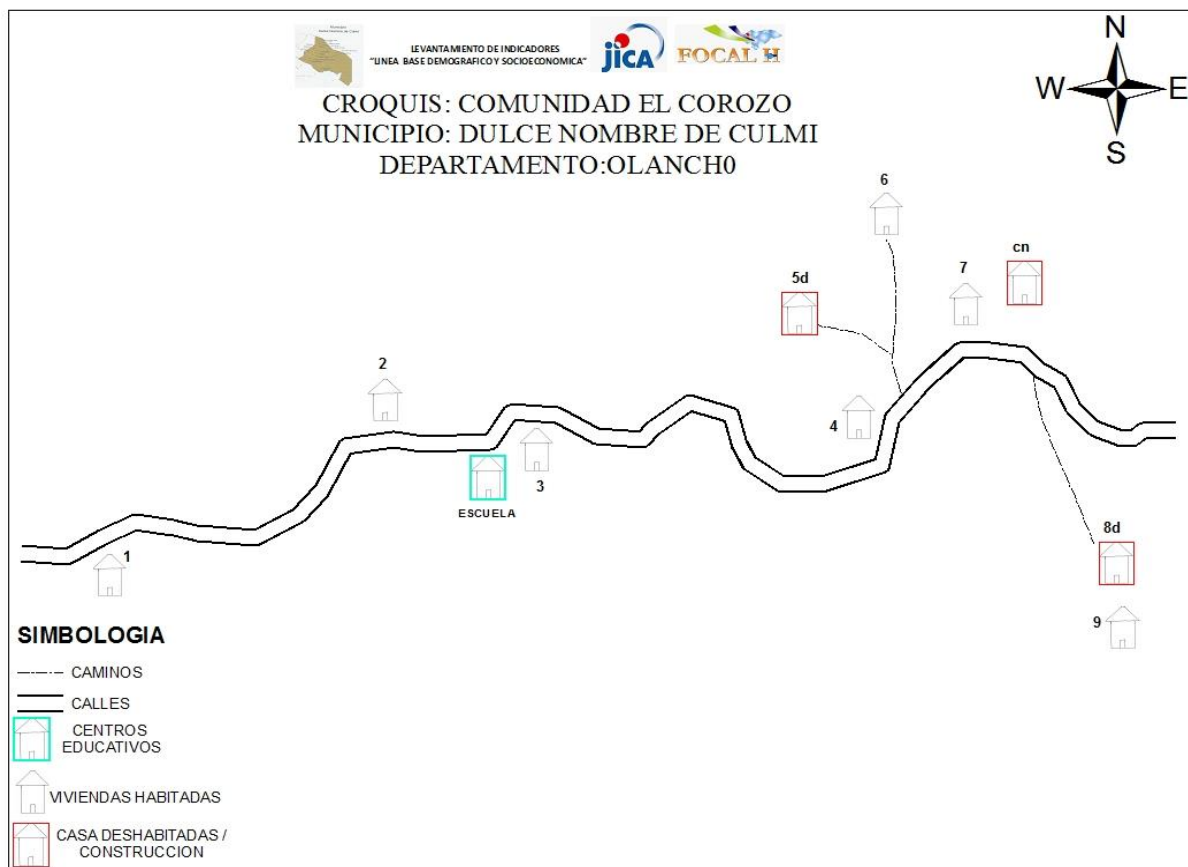 LEVANTAMIENTO DE INDICADORES
“LINEA BASE DEMOGRAFICO Y SOCIOECONOMICA”
jICA
FOCAL II
CROQUIS: COMUNIDAD EL COROZO
MUNICIPIO: DULCE NOMBRE DE CULMI
DEPARTAMENTO:OLANCH0
N
W
E
S
6
cn
7
5d
2
4
3
ESCUELA
8d
1
9
SIMBOLOGIA
CAMINOS
CALLES
CENTROS
EDUCATIVOS
VIVIENDAS HABITADAS
CASA DESHABITADAS /
CONSTRUCCION